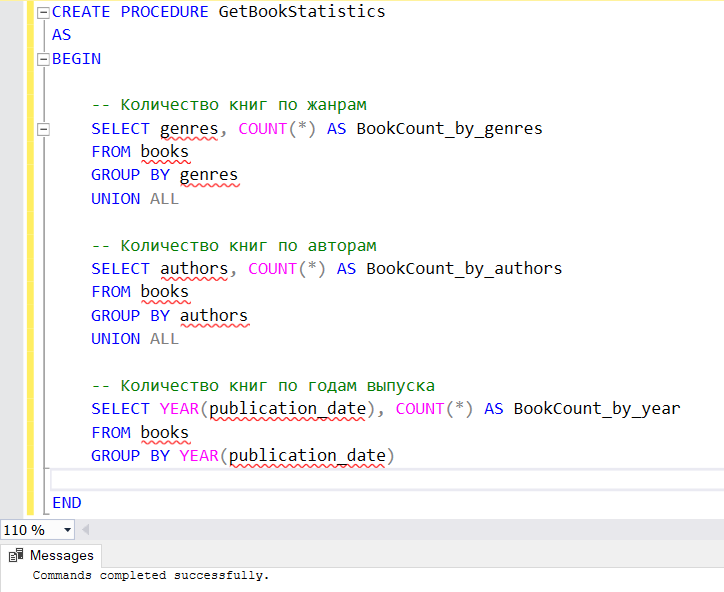 CREATE PROCEDURE GetBookStatistics
AS
BEGIN
-- Количество книг по жанрам
SELECT genres, COUNT(*) AS BookCount_by_genres
FROM books
GROUP BY genres
UNION ALL
-- Количество книг по авторам
SELECT authors, COUNT(*) AS BookCount_by_authors
FROM books
GROUP BY authors
UNION ALL
-- Количество книг по годам выпуска
SELECT YEAR(publication_date), COUNT(*) AS BookCount_by_year
FROM books
GROUP BY YEAR(publication_date)
END
110 %
Messages
Commands completed successfully.